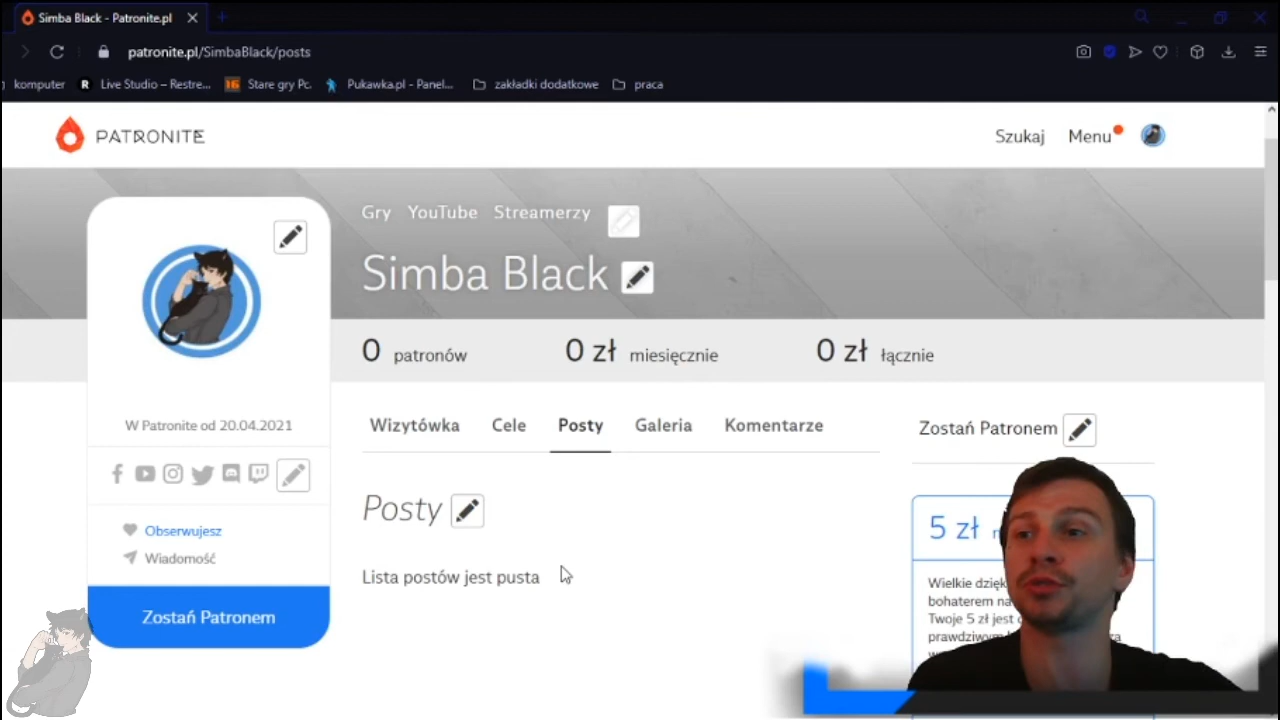 Simba Black - Patronite.pl
patronite.pl/SimbaBlack/posts
komputer
Live Studio – Restre...
Stare gry Pc.
Pukawka.pl - Panel...
zakładki dodatkowe
praca
PATRONITE
Szukaj
Menu
Gry YouTube Streamerzy
Simba Black
0 patronów
0 zł miesięcznie
0 zł łącznie
W Patronite od 20.04.2021
Obserwujesz
Wiadomość
Zostań Patronem
Wizytówka
Cele
Posty
Galeria
Komentarze
Posty
Lista postów jest pusta
Zostań Patronem
5 zł
Wielkie
bohaterem
Twoje 5 zł jest
prawdziwym